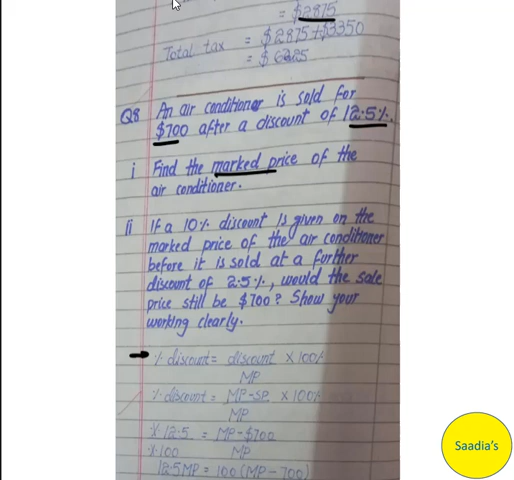 = $2875
Total tax = $2875+$3350
= $6225
Q8 An air conditioner is sold for
$700 after a discount of 12.5%.
i Find the marked price of the
air conditioner.
ii If a 10% discount is given on the
marked price of the air conditioner
before it is sold at a further
discount of 2.5%, would the sale
price still be $700? Show your
working clearly.
% discount = discount × 100%
MP
% discount = MP-SP × 100%
MP
12.5 = MP-$700
100 MP
12.5MP = 100(MP-700)
Saadia's